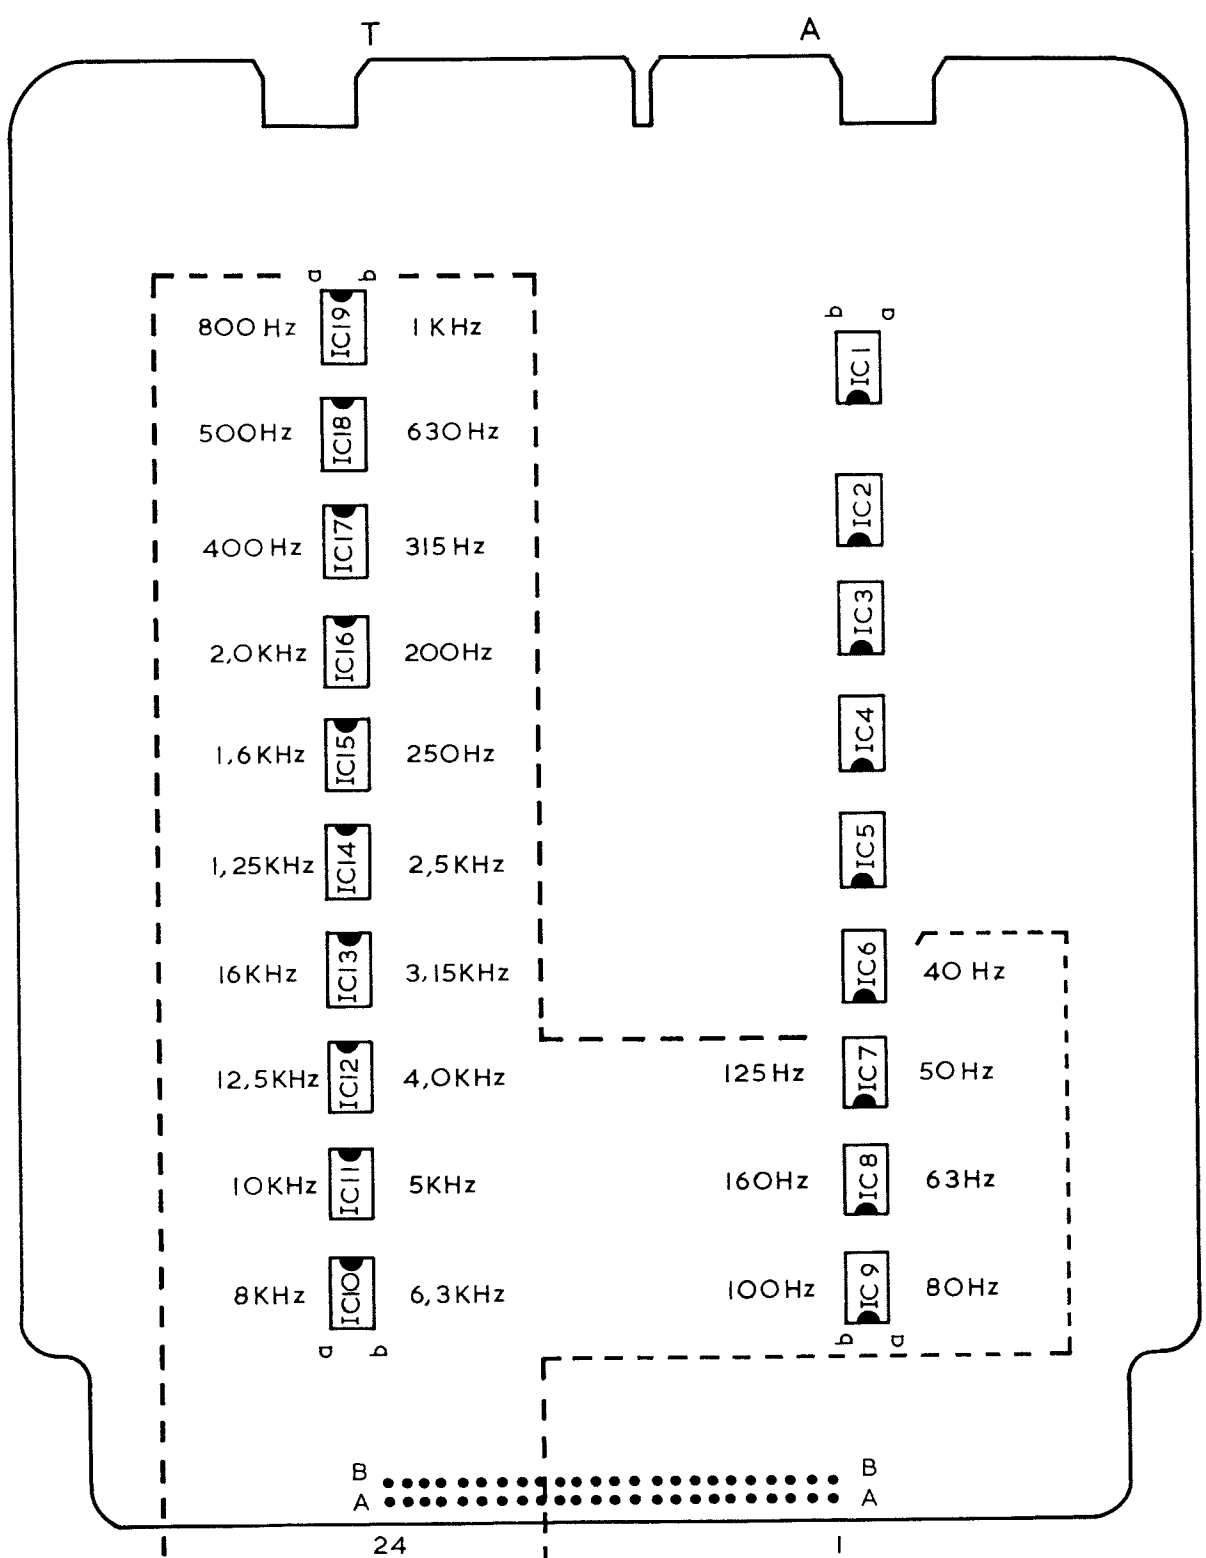 T A
a b
800 Hz IC19 1 KHz
b a
IC1
500Hz IC18 630Hz
IC2
400Hz IC17 315Hz
IC3
2,0KHz IC16 200Hz
IC4
1,6KHz IC15 250Hz
IC5
1,25KHz IC14 2,5KHz
16KHz IC13 3,15KHz
IC6 40 Hz
12,5KHz IC12 4,0KHz
125Hz IC7 50Hz
10KHz IC11 5KHz
160Hz IC8 63Hz
8KHz IC10 6,3KHz
100Hz IC9 80Hz
a b
b a
B B
A A
24 1